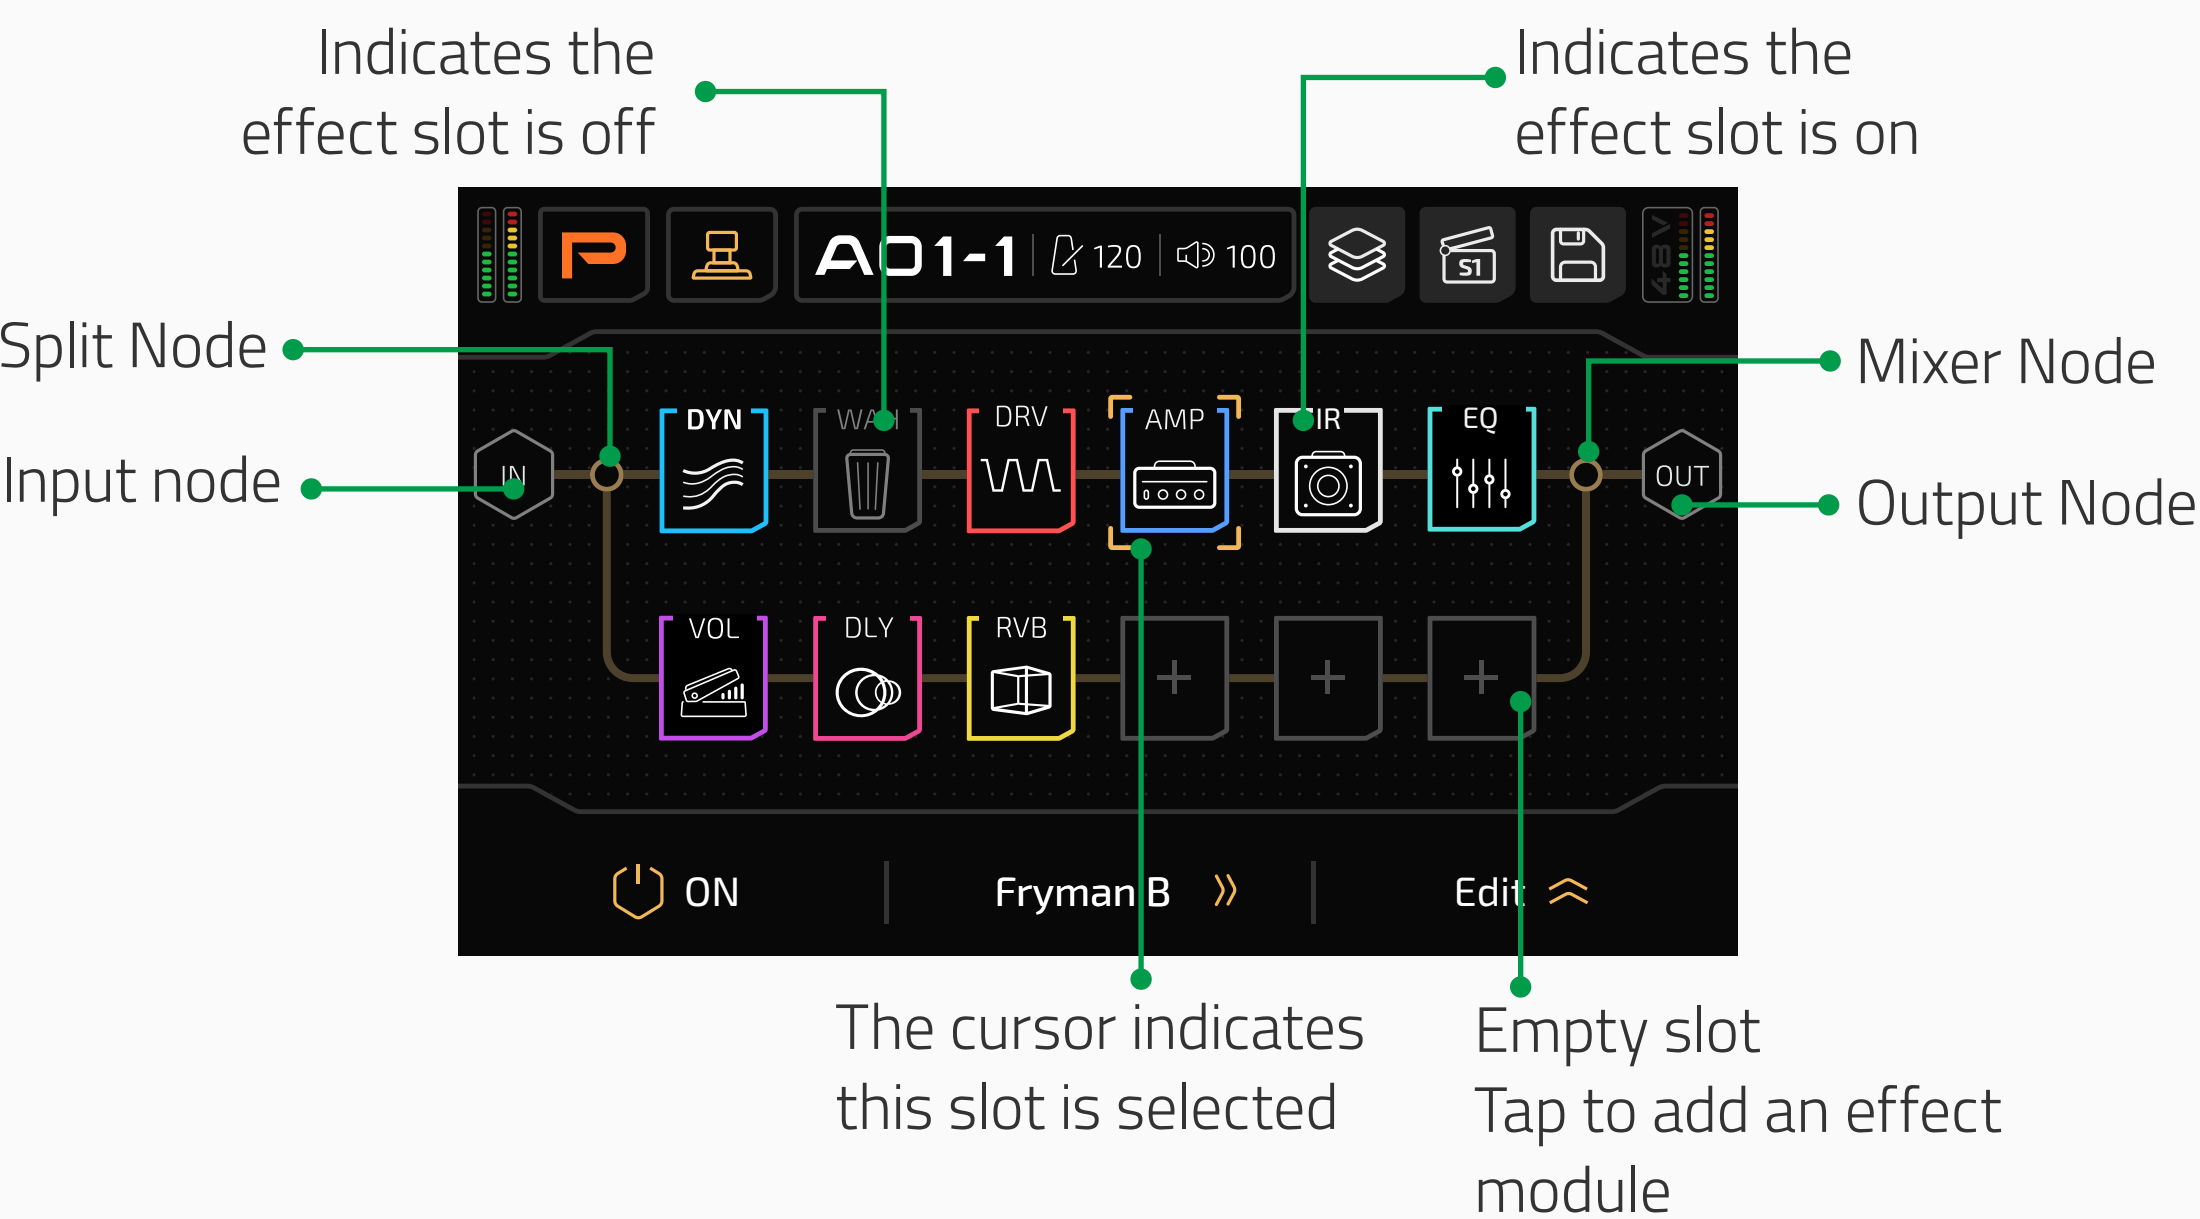 Indicates the
effect slot is off
Indicates the
effect slot is on
A01-1 120 100
S1
48V
Split Node
Mixer Node
Input node
Output Node
IN
DYN WAH DRV AMP IR EQ
OUT
VOL DLY RVB
ON Fryman B Edit
The cursor indicates
this slot is selected
Empty slot
Tap to add an effect
module